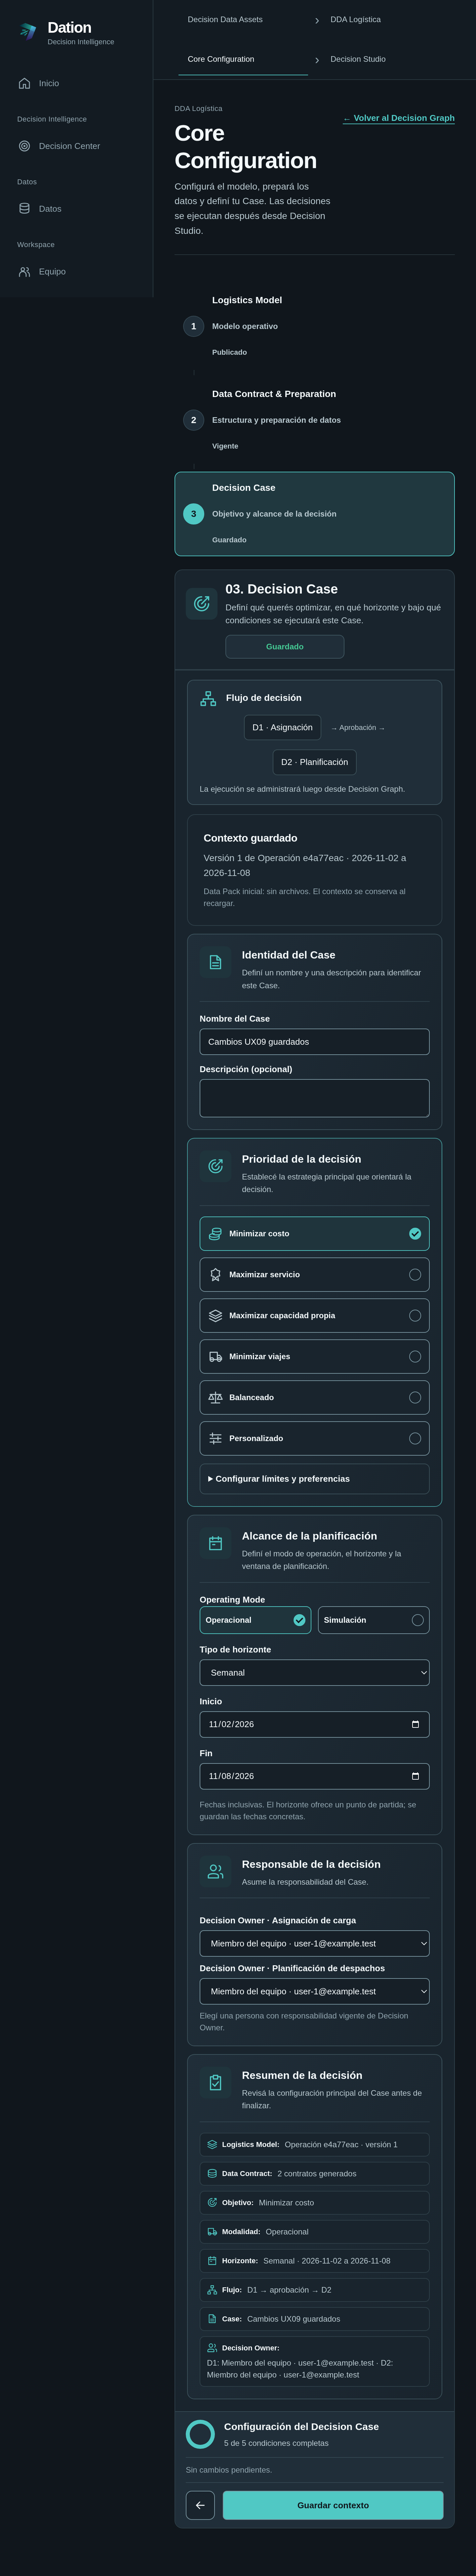 Dation
Decision Intelligence
Inicio
Decision Intelligence
Decision Center
Datos
Datos
Workspace
Equipo
Decision Data Assets
DDA Logística
Core Configuration
Decision Studio
DDA Logística
← Volver al Decision Graph
Core
Configuration
Configurá el modelo, prepará los
datos y definí tu Case. Las decisiones
se ejecutan después desde Decision
Studio.
Logistics Model
1
Modelo operativo
Publicado
Data Contract & Preparation
2
Estructura y preparación de datos
Vigente
Decision Case
3
Objetivo y alcance de la decisión
Guardado
03. Decision Case
Definí qué querés optimizar, en qué horizonte y bajo qué
condiciones se ejecutará este Case.
Guardado
Flujo de decisión
D1 · Asignación
→ Aprobación →
D2 · Planificación
La ejecución se administrará luego desde Decision Graph.
Contexto guardado
Versión 1 de Operación e4a77eac · 2026-11-02 a
2026-11-08
Data Pack inicial: sin archivos. El contexto se conserva al
recargar.
Identidad del Case
Definí un nombre y una descripción para identificar
este Case.
Nombre del Case
Cambios UX09 guardados
Descripción (opcional)
Prioridad de la decisión
Establecé la estrategia principal que orientará la
decisión.
Minimizar costo
Maximizar servicio
Maximizar capacidad propia
Minimizar viajes
Balanceado
Personalizado
▶ Configurar límites y preferencias
Alcance de la planificación
Definí el modo de operación, el horizonte y la
ventana de planificación.
Operating Mode
Operacional
Simulación
Tipo de horizonte
Semanal
Inicio
11/02/2026
Fin
11/08/2026
Fechas inclusivas. El horizonte ofrece un punto de partida; se
guardan las fechas concretas.
Responsable de la decisión
Asume la responsabilidad del Case.
Decision Owner · Asignación de carga
Miembro del equipo · user-1@example.test
Decision Owner · Planificación de despachos
Miembro del equipo · user-1@example.test
Elegí una persona con responsabilidad vigente de Decision
Owner.
Resumen de la decisión
Revisá la configuración principal del Case antes de
finalizar.
Logistics Model: Operación e4a77eac · versión 1
Data Contract: 2 contratos generados
Objetivo: Minimizar costo
Modalidad: Operacional
Horizonte: Semanal · 2026-11-02 a 2026-11-08
Flujo: D1 → aprobación → D2
Case: Cambios UX09 guardados
Decision Owner:
D1: Miembro del equipo · user-1@example.test · D2:
Miembro del equipo · user-1@example.test
Configuración del Decision Case
5 de 5 condiciones completas
Sin cambios pendientes.
←
Guardar contexto